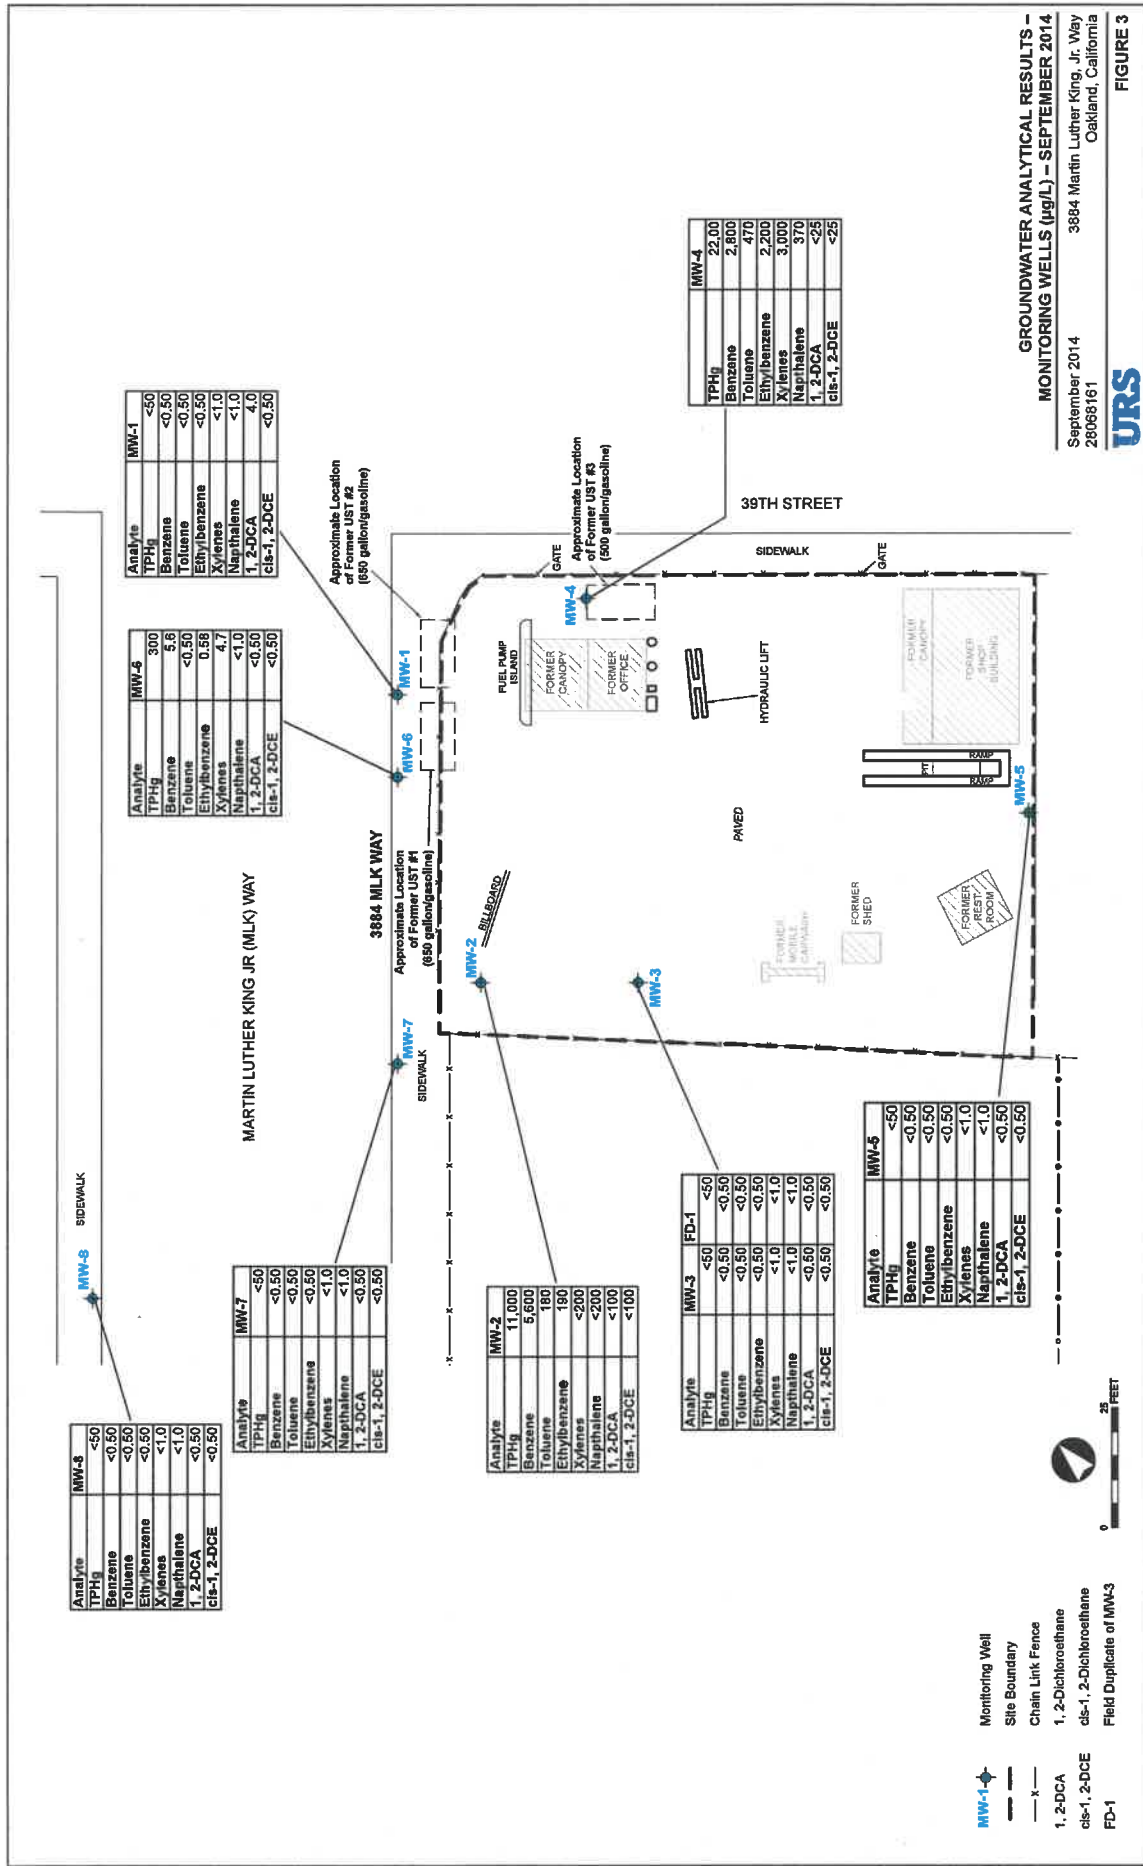 Analyte MW-8
TPHg <50
Benzene <0.50
Toluene <0.50
Ethylbenzene <0.50
Xylenes <1.0
Napthalene <1.0
1, 2-DCA <0.50
cis-1, 2-DCE <0.50
MW-8
SIDEWALK
Analyte MW-6
TPHg 300
Benzene 5.6
Toluene <0.50
Ethylbenzene 0.58
Xylenes 4.7
Napthalene <1.0
1, 2-DCA <0.50
cis-1, 2-DCE <0.50
Analyte MW-1
TPHg <50
Benzene <0.50
Toluene <0.50
Ethylbenzene <0.50
Xylenes <1.0
Napthalene <1.0
1, 2-DCA 4.0
cis-1, 2-DCE <0.50
MARTIN LUTHER KING JR (MLK) WAY
Analyte MW-7
TPHg <50
Benzene <0.50
Toluene <0.50
Ethylbenzene <0.50
Xylenes <1.0
Napthalene <1.0
1, 2-DCA <0.50
cis-1, 2-DCE <0.50
MW-7
SIDEWALK
3884 MLK WAY
MW-6
MW-1
Approximate Location
of Former UST #1
(650 gallon/gasoline)
Approximate Location
of Former UST #2
(650 gallon/gasoline)
Analyte MW-2
TPHg 11,000
Benzene 5,600
Toluene 180
Ethylbenzene 190
Xylenes <200
Napthalene <200
1, 2-DCA <100
cis-1, 2-DCE <100
MW-2
BILLBOARD
FUEL PUMP
ISLAND
FORMER
CANOPY
FORMER
OFFICE
GATE
Approximate Location
of Former UST #3
(500 gallon/gasoline)
MW-4
MW-4
TPHg 22,00
Benzene 2,800
Toluene 470
Ethylbenzene 2,200
Xylenes 3,000
Napthalene 370
1, 2-DCA <25
cis-1, 2-DCE <25
Analyte MW-3 FD-1
TPHg <50 <50
Benzene <0.50 <0.50
Toluene <0.50 <0.50
Ethylbenzene <0.50 <0.50
Xylenes <1.0 <1.0
Napthalene <1.0 <1.0
1, 2-DCA <0.50 <0.50
cis-1, 2-DCE <0.50 <0.50
MW-3
PAVED
HYDRAULIC LIFT
39TH STREET
SIDEWALK
GATE
FORMER
MOBILE
CARWASH
FORMER
SHED
FORMER
REST
ROOM
PIT
RAMP
RAMP
FORMER
CANOPY
FORMER
SHOP
BUILDING
MW-5
Analyte MW-5
TPHg <50
Benzene <0.50
Toluene <0.50
Ethylbenzene <0.50
Xylenes <1.0
Napthalene <1.0
1, 2-DCA <0.50
cis-1, 2-DCE <0.50
MW-1 Monitoring Well
Site Boundary
x Chain Link Fence
1, 2-DCA 1, 2-Dichloroethane
cis-1, 2-DCE cis-1, 2-Dichloroethane
FD-1 Field Duplicate of MW-3
0 25
FEET
GROUNDWATER ANALYTICAL RESULTS –
MONITORING WELLS (µg/L) – SEPTEMBER 2014
September 2014 3884 Martin Luther King, Jr. Way
28068161 Oakland, California
URS FIGURE 3